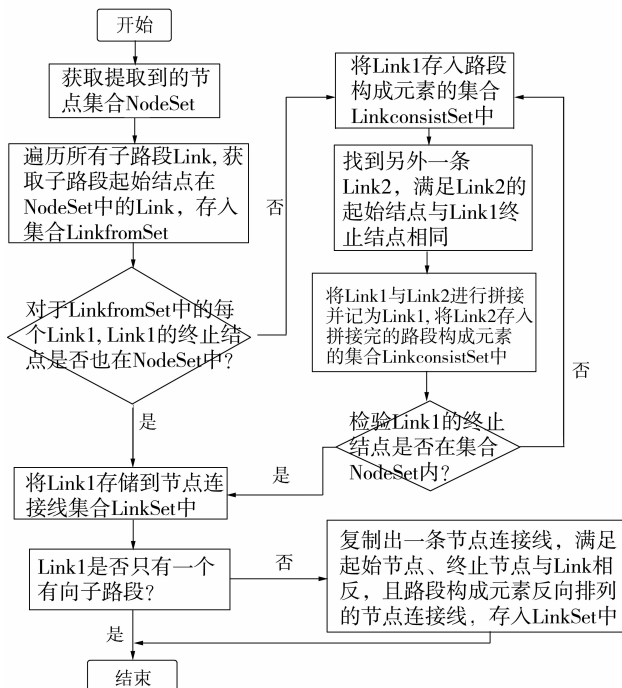 开始
获取提取到的节
点集合NodeSet
遍历所有子路段Link, 获
取子路段起始结点在
NodeSet中的Link，存入
集合LinkfromSet
对于LinkfromSet中的每
个Link1, Link1的终止结
点是否也在NodeSet中?
否
是
将Link1存入路段
构成元素的集合
LinkconsistSet中
找到另外一条
Link2，满足Link2的
起始结点与Link1终
止结点相同
将Link1与Link2进行拼接
并记为Link1, 将Link2存入
拼接完的路段构成元素
的集合LinkconsistSet中
检验Link1的终止
结点是否在集合
NodeSet内?
否
是
将Link1存储到节点连
接线集合LinkSet中
Link1是否只有一个
有向子路段?
否
复制出一条节点连接线，满足
起始节点、终止节点与Link相
反，且路段构成元素反向排列
的节点连接线，存入LinkSet中
是
结束